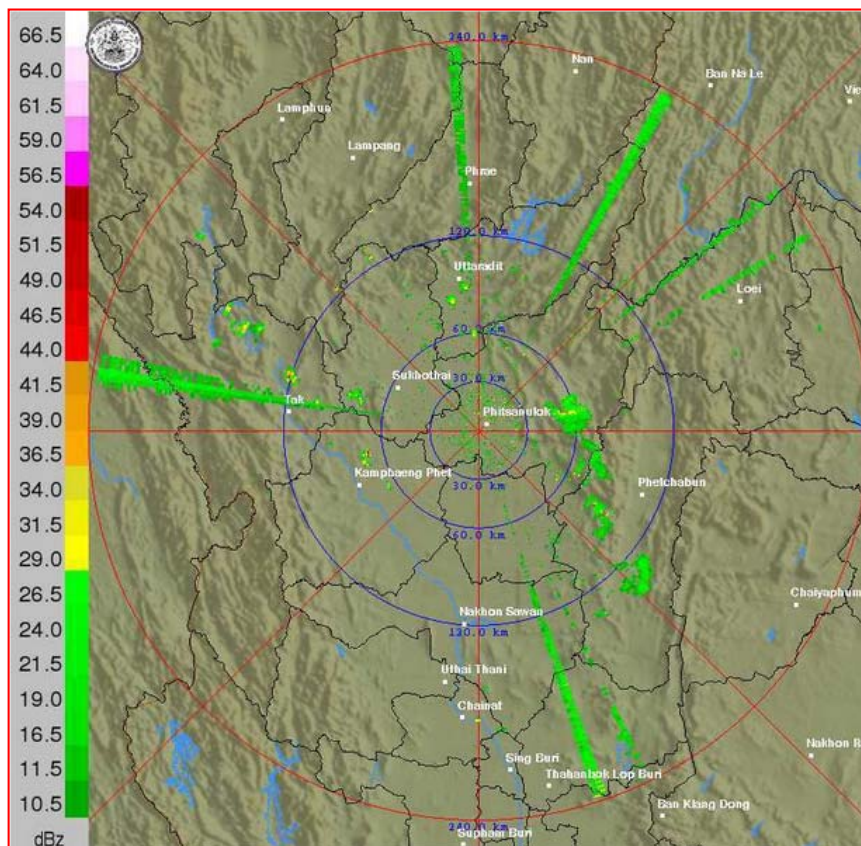 66.5
64.0
61.5
59.0
56.5
54.0
51.5
49.0
46.5
44.0
41.5
39.0
36.5
34.0
31.5
29.0
26.5
24.0
21.5
19.0
16.5
11.5
10.5
dBz
240.0 km
Nan
Ban Na Le
Lamphun
Lampang
Phrae
120.0 km
Uttaradit
Loei
60.0 km
30.0 km
Sukhothai
Tak
Phitsanulok
Kamphaeng Phet
Phetchabun
30.0 km
60.0 km
Chaiyaphum
Nakhon Sawan
120.0 km
Uthai Thani
Chainat
Sing Buri
Thahanbok Lop Buri
Nakhon R
Ban Klang Dong
240.0 km
Supham Buri